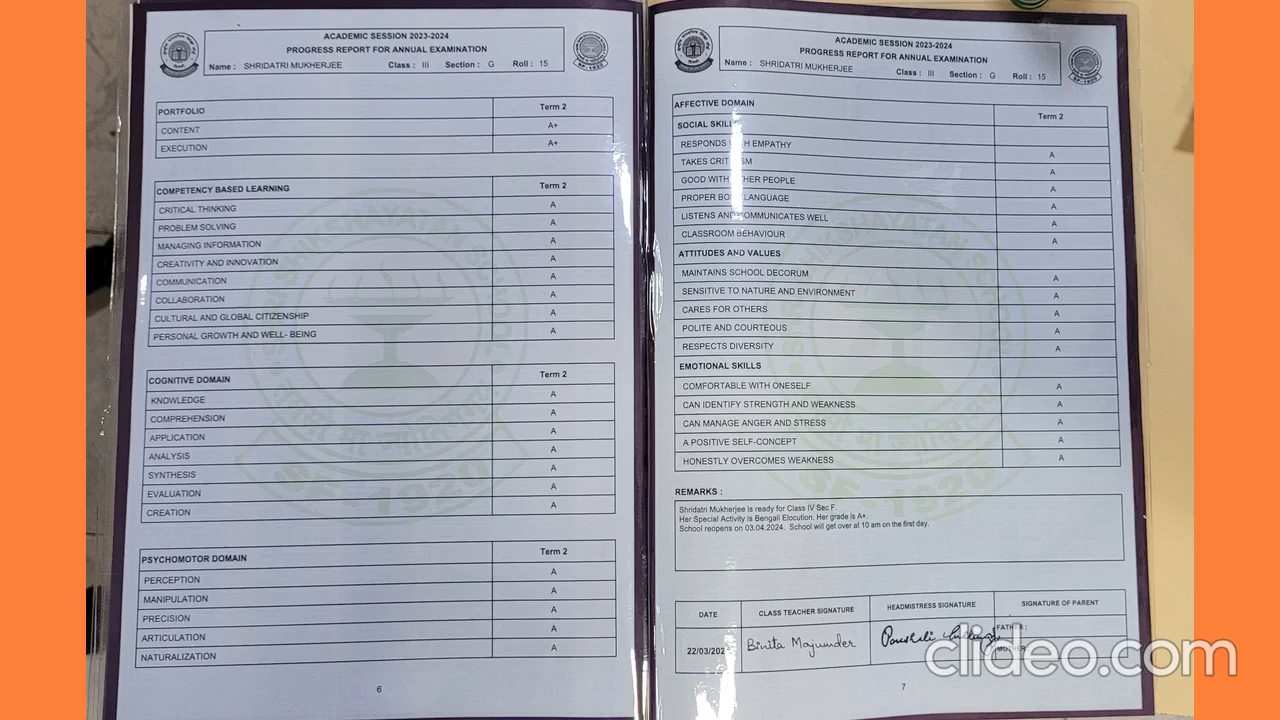 ACADEMIC SESSION 2023-2024
PROGRESS REPORT FOR ANNUAL EXAMINATION
Name : SHRIDATRI MUKHERJEE Class : III Section : G Roll : 15
PORTFOLIO Term 2
CONTENT A+
EXECUTION A+
COMPETENCY BASED LEARNING Term 2
CRITICAL THINKING A
PROBLEM SOLVING A
MANAGING INFORMATION A
CREATIVITY AND INNOVATION A
COMMUNICATION A
COLLABORATION A
CULTURAL AND GLOBAL CITIZENSHIP A
PERSONAL GROWTH AND WELL- BEING A
COGNITIVE DOMAIN Term 2
KNOWLEDGE A
COMPREHENSION A
APPLICATION A
ANALYSIS A
SYNTHESIS A
EVALUATION A
CREATION A
PSYCHOMOTOR DOMAIN Term 2
PERCEPTION A
MANIPULATION A
PRECISION A
ARTICULATION A
NATURALIZATION A
6
ACADEMIC SESSION 2023-2024
PROGRESS REPORT FOR ANNUAL EXAMINATION
Name : SHRIDATRI MUKHERJEE Class : III Section : G Roll : 15
AFFECTIVE DOMAIN Term 2
SOCIAL SKILLS
RESPONDS WITH EMPATHY A
TAKES CRITICISM A
GOOD WITH OTHER PEOPLE A
PROPER BODY LANGUAGE A
LISTENS AND COMMUNICATES WELL A
CLASSROOM BEHAVIOUR A
ATTITUDES AND VALUES
MAINTAINS SCHOOL DECORUM A
SENSITIVE TO NATURE AND ENVIRONMENT A
CARES FOR OTHERS A
POLITE AND COURTEOUS A
RESPECTS DIVERSITY A
EMOTIONAL SKILLS
COMFORTABLE WITH ONESELF A
CAN IDENTIFY STRENGTH AND WEAKNESS A
CAN MANAGE ANGER AND STRESS A
A POSITIVE SELF-CONCEPT A
HONESTLY OVERCOMES WEAKNESS A
REMARKS :
Shridatri Mukherjee is ready for Class IV Sec F.
Her Special Activity is Bengali Elocution. Her grade is A+.
School reopens on 03.04.2024. School will get over at 10 am on the first day.
DATE CLASS TEACHER SIGNATURE HEADMISTRESS SIGNATURE SIGNATURE OF PARENT
FATHER :
22/03/202 Binita Majumder
MOTHER
7
SF-1920
clideo.com